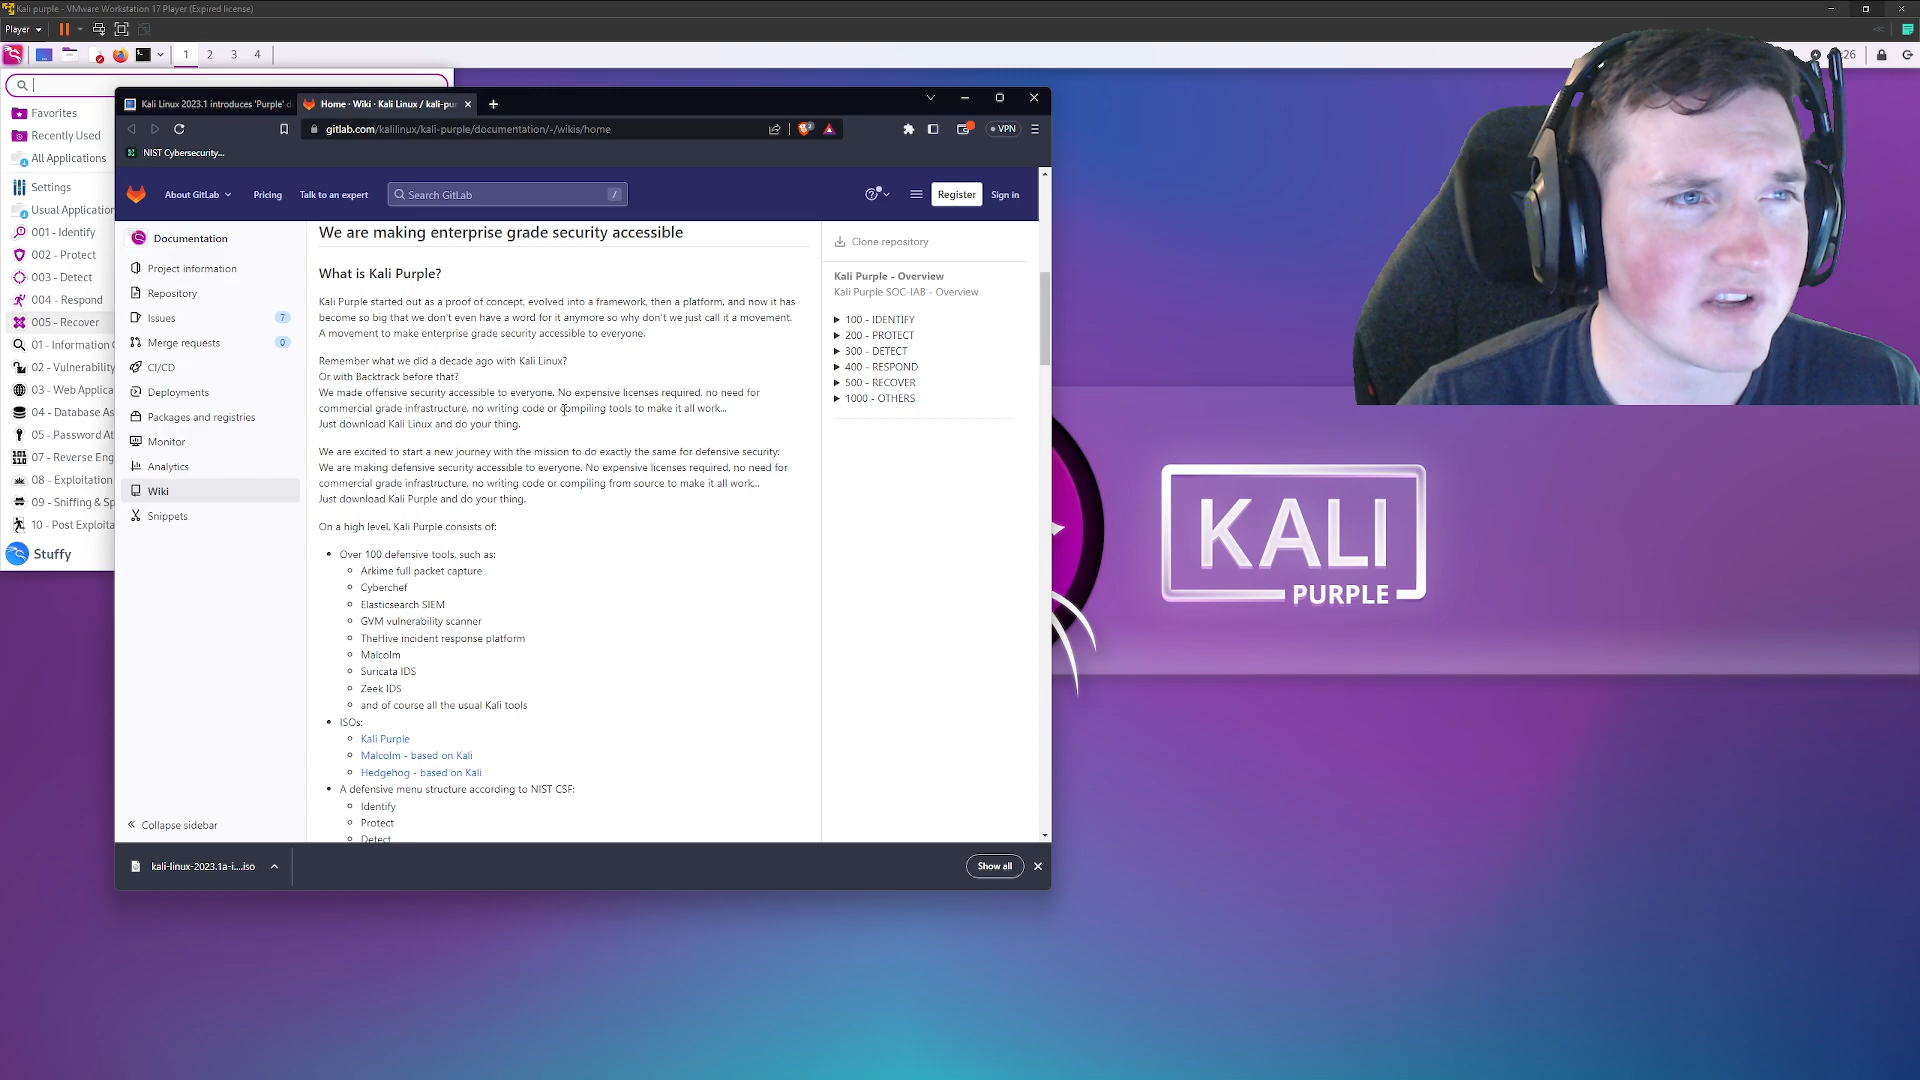 Kali purple - VMware Workstation 17 Player (Expired license)
Player
1 2 3 4
26
Favorites
Recently Used
All Applications
Settings
Usual Application
001 - Identify
002 - Protect
003 - Detect
004 - Respond
005 - Recover
01 - Information
02 - Vulnerability
03 - Web Applica
04 - Database As
05 - Password At
07 - Reverse Eng
08 - Exploitation
09 - Sniffing & Sp
10 - Post Exploita
Stuffy
Kali Linux 2023.1 introduces 'Purple' d
Home · Wiki · Kali Linux / kali-pur
gitlab.com/kalilinux/kali-purple/documentation/-/wikis/home
VPN
NIST Cybersecurity...
About GitLab
Pricing
Talk to an expert
Search GitLab
/
Register
Sign in
Documentation
Project information
Repository
Issues 7
Merge requests 0
CI/CD
Deployments
Packages and registries
Monitor
Analytics
Wiki
Snippets
Collapse sidebar
We are making enterprise grade security accessible
What is Kali Purple?
Kali Purple started out as a proof of concept, evolved into a framework, then a platform, and now it has
become so big that we don't even have a word for it anymore so why don't we just call it a movement.
A movement to make enterprise grade security accessible to everyone.
Remember what we did a decade ago with Kali Linux?
Or with Backtrack before that?
We made offensive security accessible to everyone. No expensive licenses required, no need for
commercial grade infrastructure, no writing code or compiling tools to make it all work...
Just download Kali Linux and do your thing.
We are excited to start a new journey with the mission to do exactly the same for defensive security:
We are making defensive security accessible to everyone. No expensive licenses required, no need for
commercial grade infrastructure, no writing code or compiling from source to make it all work...
Just download Kali Purple and do your thing.
On a high level, Kali Purple consists of:
Over 100 defensive tools, such as:
Arkime full packet capture
Cyberchef
Elasticsearch SIEM
GVM vulnerability scanner
TheHive incident response platform
Malcolm
Suricata IDS
Zeek IDS
and of course all the usual Kali tools
ISOs:
Kali Purple
Malcolm - based on Kali
Hedgehog - based on Kali
A defensive menu structure according to NIST CSF:
Identify
Protect
Detect
Clone repository
Kali Purple - Overview
Kali Purple SOC-IAB - Overview
100 - IDENTIFY
200 - PROTECT
300 - DETECT
400 - RESPOND
500 - RECOVER
1000 - OTHERS
kali-linux-2023.1a-i....iso
Show all
KALI
PURPLE